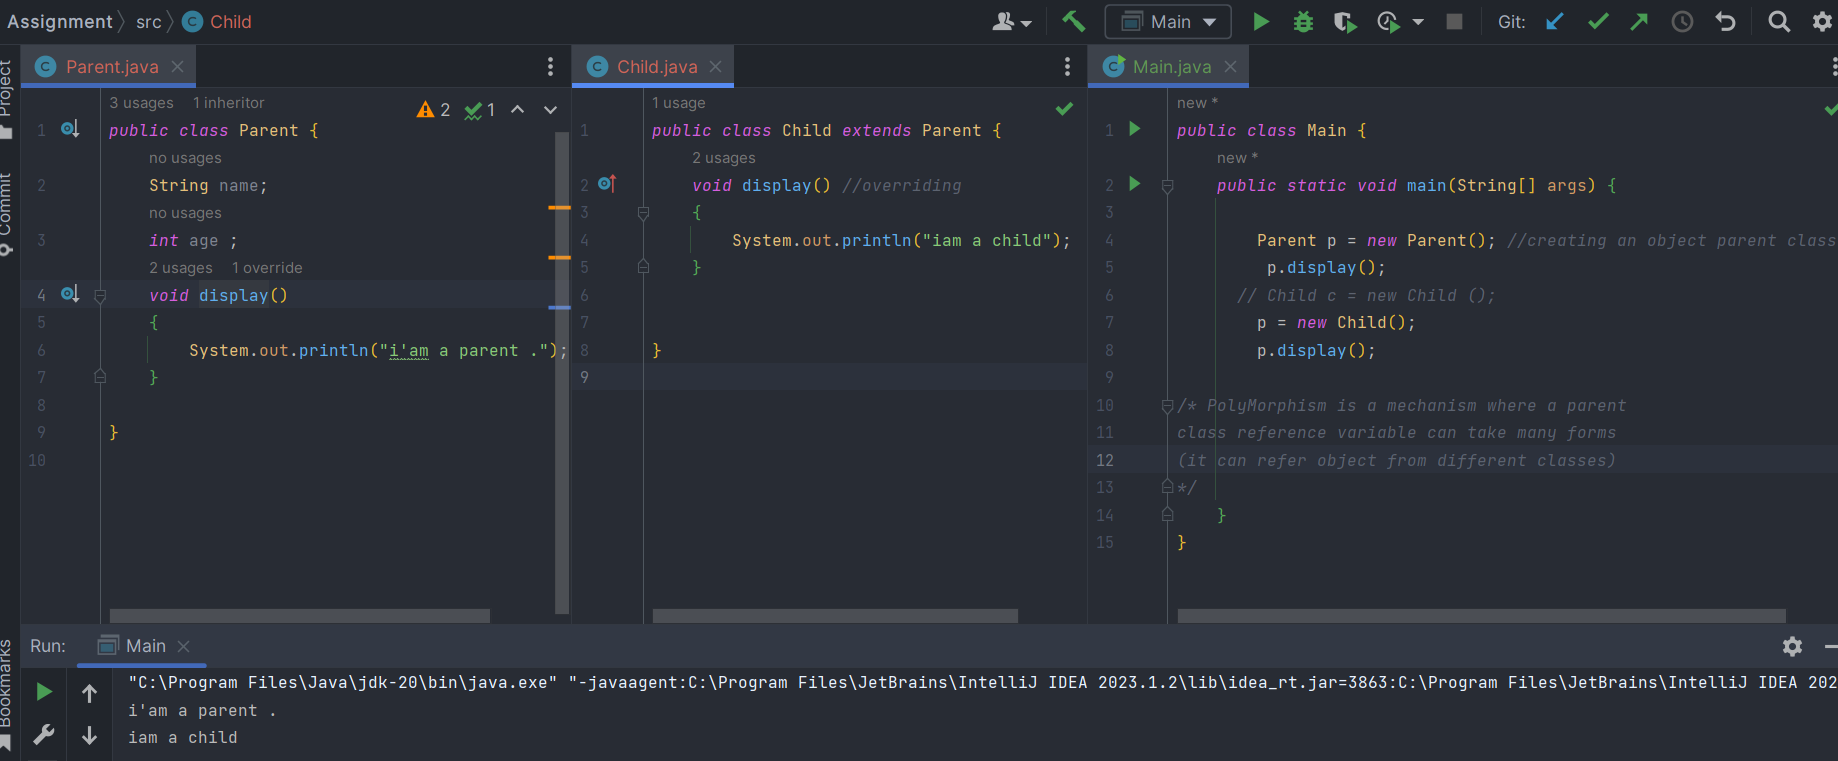 Assignment src Child
Main Git:
Project
Commit
Bookmarks
Parent.java
3 usages 1 inheritor
2 1
1 public class Parent {
no usages
2 String name;
no usages
3 int age ;
2 usages 1 override
4 void display()
5 {
6 System.out.println("i'am a parent .");
7 }
8
9 }
10
Child.java
1 usage
1 public class Child extends Parent {
2 usages
2 void display() //overriding
3 {
4 System.out.println("iam a child");
5 }
6
7
8 }
9
Main.java
new *
1 public class Main {
new *
2 public static void main(String[] args) {
3
4 Parent p = new Parent(); //creating an object parent class
5 p.display();
6 // Child c = new Child ();
7 p = new Child();
8 p.display();
9
10 /* PolyMorphism is a mechanism where a parent
11 class reference variable can take many forms
12 (it can refer object from different classes)
13 */
14 }
15 }
Run: Main
"C:\Program Files\Java\jdk-20\bin\java.exe" "-javaagent:C:\Program Files\JetBrains\IntelliJ IDEA 2023.1.2\lib\idea_rt.jar=3863:C:\Program Files\JetBrains\IntelliJ IDEA 202
i'am a parent .
iam a child